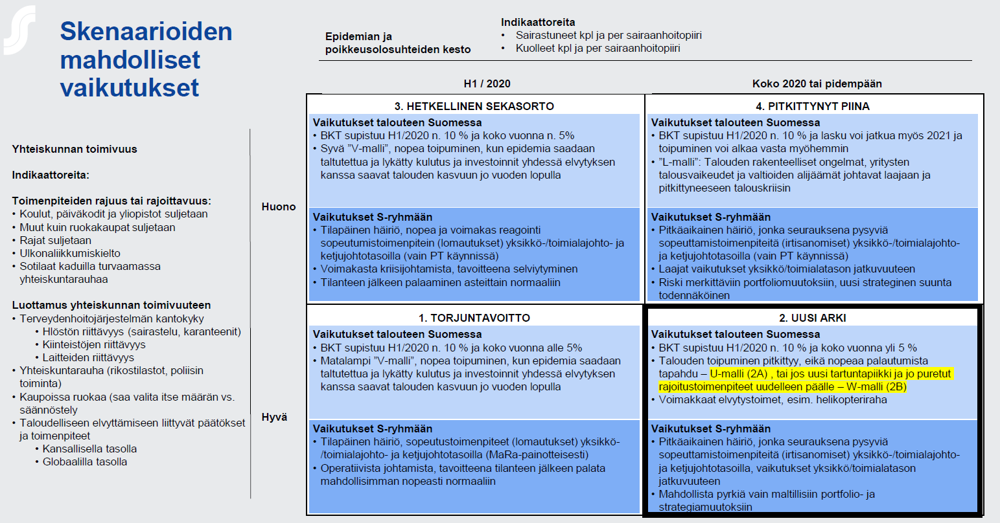 Skenaarioiden
mahdolliset
vaikutukset
Epidemian ja
poikkeusolosuhteiden kesto
Indikaattoreita
• Sairastuneet kpl ja per sairaanhoitopiiri
• Kuolleet kpl ja per sairaanhoitopiiri
H1 / 2020
Koko 2020 tai pidempään
Yhteiskunnan toimivuus
Indikaattoreita:
Toimenpiteiden rajuus tai rajoittavuus:
• Koulut, päiväkodit ja yliopistot suljetaan
• Muut kuin ruokakaupat suljetaan
• Rajat suljetaan
• Ulkonaliikkumiskielto
• Sotilaat kaduilla turvaamassa
yhteiskuntarauhaa
Luottamus yhteiskunnan toimivuuteen
• Terveydenhoitojärjestelmän kantokyky
• Hlöstön riittävyys (sairastelu, karanteenit)
• Kiinteistöjen riittävyys
• Laitteiden riittävyys
• Yhteiskuntarauha (rikostilastot, poliisin
toiminta)
• Kaupoissa ruokaa (saa valita itse määrän vs.
säännöstely
• Taloudelliseen elvyttämiseen liittyvät päätökset
ja toimenpiteet
• Kansallisella tasolla
• Globaalilla tasolla
Huono
Hyvä
3. HETKELLINEN SEKASORTO
Vaikutukset talouteen Suomessa
• BKT supistuu H1/2020 n. 10 % ja koko vuonna n. 5%
• Syvä ”V-malli”, nopea toipuminen, kun epidemia saadaan
taltutettua ja lykätty kulutus ja investoinnit yhdessä elvytyksen
kanssa saavat talouden kasvuun jo vuoden lopulla
Vaikutukset S-ryhmään
• Tilapäinen häiriö, nopea ja voimakas reagointi
sopeutumistoimenpitein (lomautukset) yksikkö-/toimialajohto- ja
ketjujohtotasoilla (vain PT käynnissä)
• Voimakasta kriisijohtamista, tavoitteena selviytyminen
• Tilanteen jälkeen palaaminen asteittain normaaliin
4. PITKITTYNYT PIINA
Vaikutukset talouteen Suomessa
• BKT supistuu H1/2020 n. 10 % ja lasku voi jatkua myös 2021 ja
toipuminen voi alkaa vasta myöhemmin
• ”L-malli”: Talouden rakenteelliset ongelmat, yritysten
talousvaikeudet ja valtioiden alijäämät johtavat laajaan ja
pitkittyneeseen talouskriisin
Vaikutukset S-ryhmään
• Pitkäaikainen häiriö, jonka seurauksena pysyviä
sopeuttamistoimenpiteitä (irtisanomiset) yksikkö-/toimialajohto-
ja ketjujohtotasoilla (vain PT käynnissä)
• Laajat vaikutukset yksikkö/toimialatason jatkuvuuteen
• Riski merkittäviin portfoliomuutoksiin, uusi strateginen suunta
todennäköinen
1. TORJUNTAVOITTO
Vaikutukset talouteen Suomessa
• BKT supistuu H1/2020 n. 10 % ja koko vuonna alle 5%
• Matalampi ”V-malli”, nopea toipuminen, kun epidemia saadaan
taltutettua ja lykätty kulutus ja investoinnit yhdessä elvytyksen
kanssa saavat talouden kasvuun jo vuoden lopulla
Vaikutukset S-ryhmään
• Tilapäinen häiriö, sopeutustoimenpiteet (lomautukset) yksikkö-
/toimialajohto- ja ketjujohtotasoilla (MaRa-painotteisesti)
• Operatiivista johtamista, tavoitteena tilanteen jälkeen palata
mahdollisimman nopeasti normaaliin
2. UUSI ARKI
Vaikutukset talouteen Suomessa
• BKT supistuu H1/2020 n. 10 % ja koko vuonna yli 5 %
• Talouden toipuminen pitkittyy, eikä nopeaa palautumista
tapahdu – U-malli (2A) , tai jos uusi tartuntapiikki ja jo puretut
rajoitustoimenpiteet uudelleen päälle – W-malli (2B)
• Voimakkaat elvytystoimet, esim. helikopteriraha
Vaikutukset S-ryhmään
• Pitkäaikainen häiriö, jonka seurauksena pysyviä
sopeuttamistoimenpiteitä (irtisanomiset) yksikkö-/toimialajohto-
ja ketjujohtotasoilla, vaikutukset yksikkö/toimialatason
jatkuvuuteen
• Mahdollista pyrkiä vain maltillisiin portfolio- ja
strategiamuutoksiin